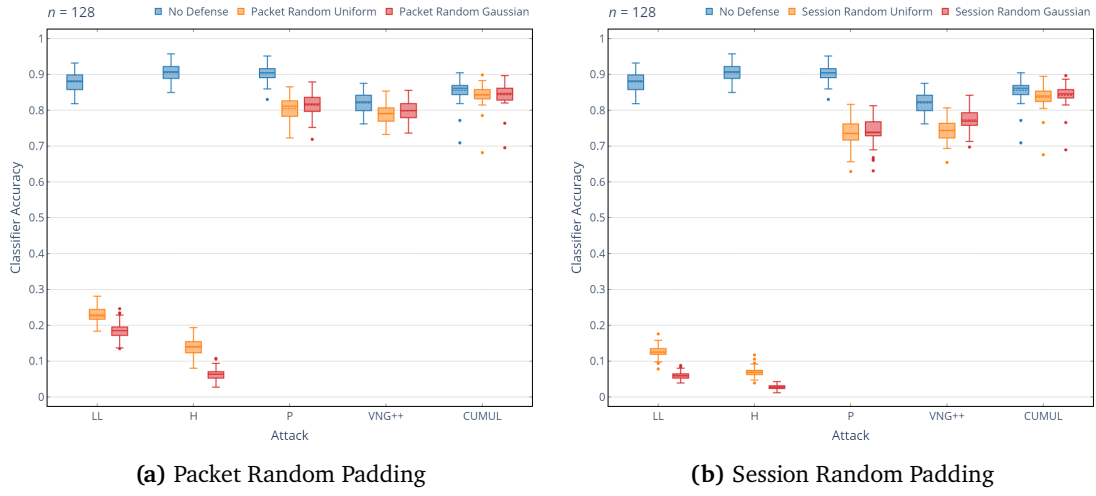 n = 128
No Defense Packet Random Uniform Packet Random Gaussian
Classifier Accuracy
1
0.9
0.8
0.7
0.6
0.5
0.4
0.3
0.2
0.1
0
LL H P VNG++ CUMUL
Attack
(a) Packet Random Padding
n = 128
No Defense Session Random Uniform Session Random Gaussian
Classifier Accuracy
1
0.9
0.8
0.7
0.6
0.5
0.4
0.3
0.2
0.1
0
LL H P VNG++ CUMUL
Attack
(b) Session Random Padding